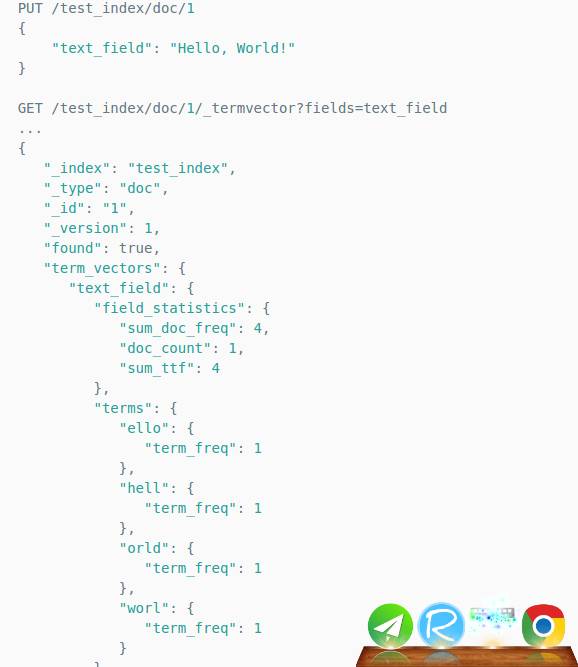 PUT /test_index/doc/1
{
    "text_field": "Hello, World!"
}

GET /test_index/doc/1/_termvector?fields=text_field
...
{
   "_index": "test_index",
   "_type": "doc",
   "_id": "1",
   "_version": 1,
   "found": true,
   "term_vectors": {
      "text_field": {
         "field_statistics": {
            "sum_doc_freq": 4,
            "doc_count": 1,
            "sum_ttf": 4
         },
         "terms": {
            "ello": {
               "term_freq": 1
            },
            "hell": {
               "term_freq": 1
            },
            "orld": {
               "term_freq": 1
            },
            "worl": {
               "term_freq": 1
            }
         }